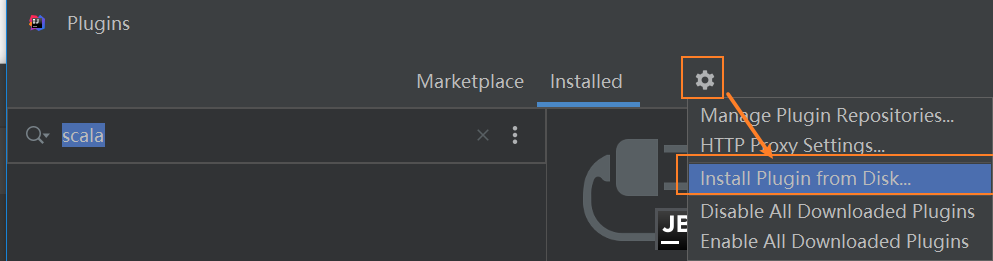 Plugins
Marketplace Installed
scala
Manage Plugin Repositories...
HTTP Proxy Settings...
Install Plugin from Disk...
JE
Disable All Downloaded Plugins
Enable All Downloaded Plugins